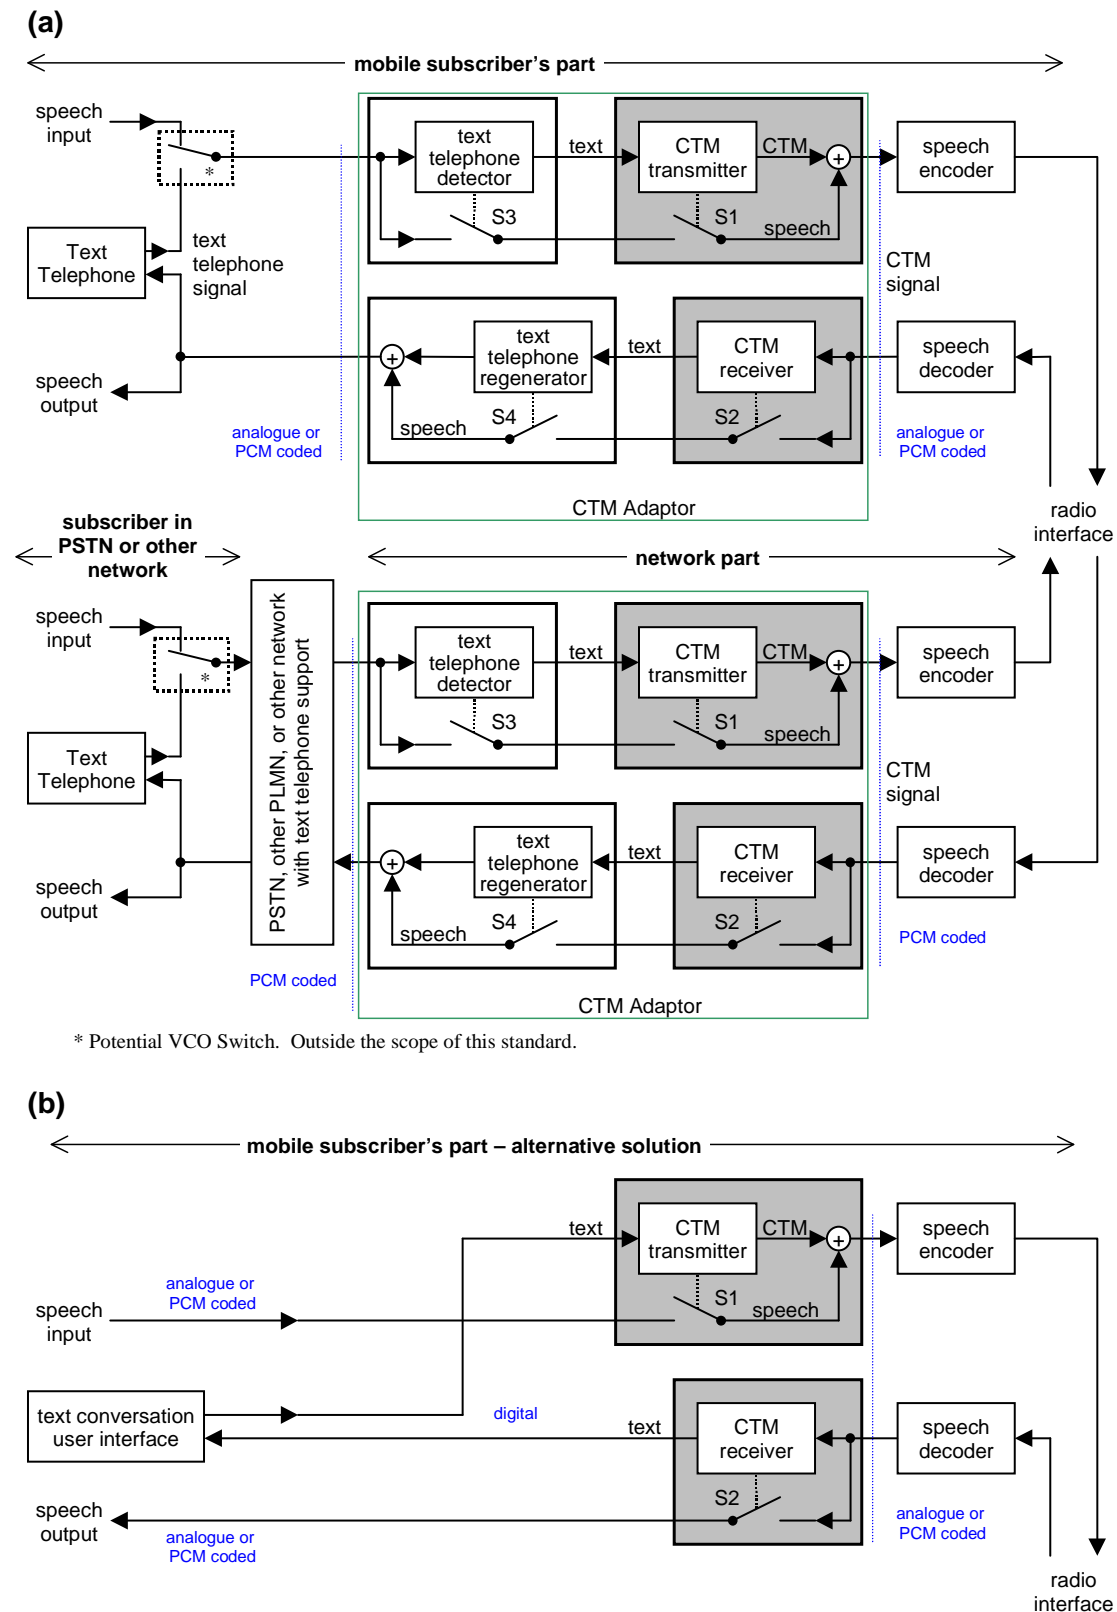 (a)
mobile subscriber's part
speech
input
*
Text
Telephone
text
telephone
signal
speech
output
analogue or
PCM coded
text
telephone
detector
S3
text
CTM
transmitter
S1
CTM
+
speech
speech
encoder
CTM
signal
+
text
telephone
regenerator
S4
speech
text
CTM
receiver
S2
speech
decoder
analogue or
PCM coded
CTM Adaptor
radio
interface
subscriber in
PSTN or other
network
network part
speech
input
*
Text
Telephone
speech
output
PSTN, other PLMN, or other network
with text telephone support
PCM coded
text
telephone
detector
S3
text
CTM
transmitter
S1
CTM
+
speech
speech
encoder
CTM
signal
+
text
telephone
regenerator
S4
speech
text
CTM
receiver
S2
speech
decoder
PCM coded
CTM Adaptor
* Potential VCO Switch. Outside the scope of this standard.
(b)
mobile subscriber's part – alternative solution
text
CTM
transmitter
CTM
+
S1
speech
speech
encoder
analogue or
PCM coded
speech
input
text conversation
user interface
digital
text
CTM
receiver
S2
speech
decoder
speech
output
analogue or
PCM coded
analogue or
PCM coded
radio
interface